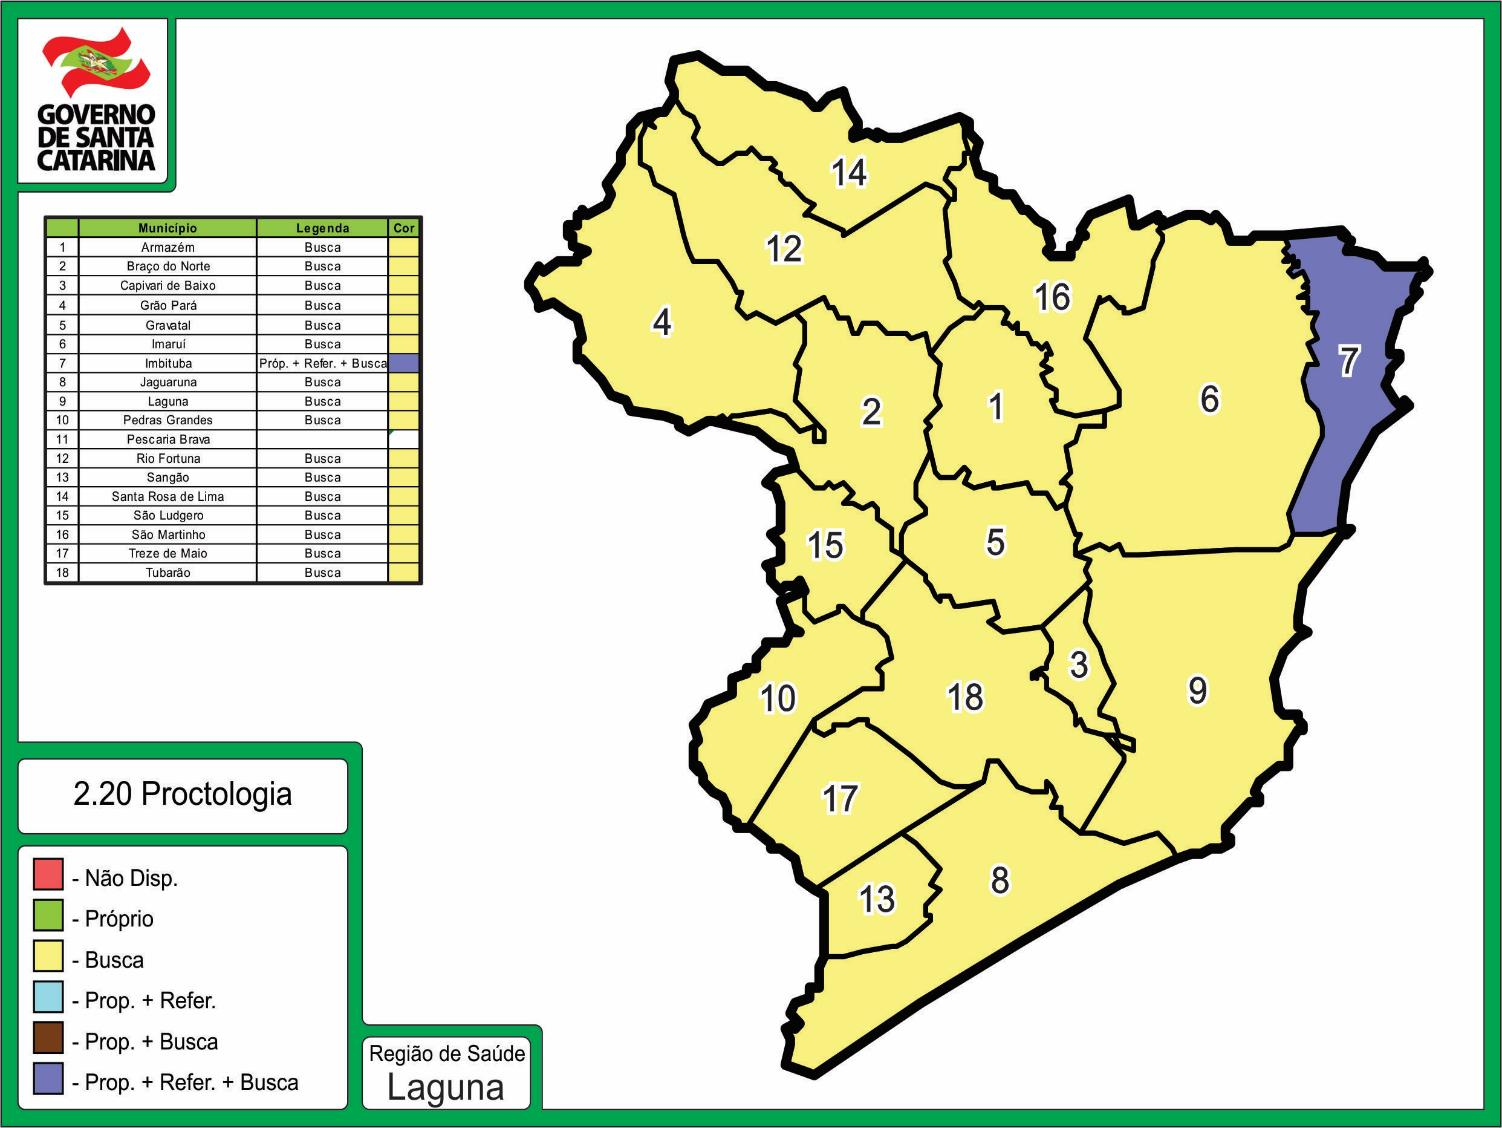 GOVERNO
DE SANTA
CATARINA
Município Legenda Cor
1 Armazém Busca
2 Braço do Norte Busca
3 Capivari de Baixo Busca
4 Grão Pará Busca
5 Gravatal Busca
6 Imaruí Busca
7 Imbituba Próp. + Refer. + Busca
8 Jaguaruna Busca
9 Laguna Busca
10 Pedras Grandes Busca
11 Pescaria Brava
12 Rio Fortuna Busca
13 Sangão Busca
14 Santa Rosa de Lima Busca
15 São Ludgero Busca
16 São Martinho Busca
17 Treze de Maio Busca
18 Tubarão Busca
14
12
16
4
7
6
2
1
15
5
3
10
18
9
17
13
8
2.20 Proctologia
- Não Disp.
- Próprio
- Busca
- Prop. + Refer.
- Prop. + Busca
- Prop. + Refer. + Busca
Região de Saúde
Laguna